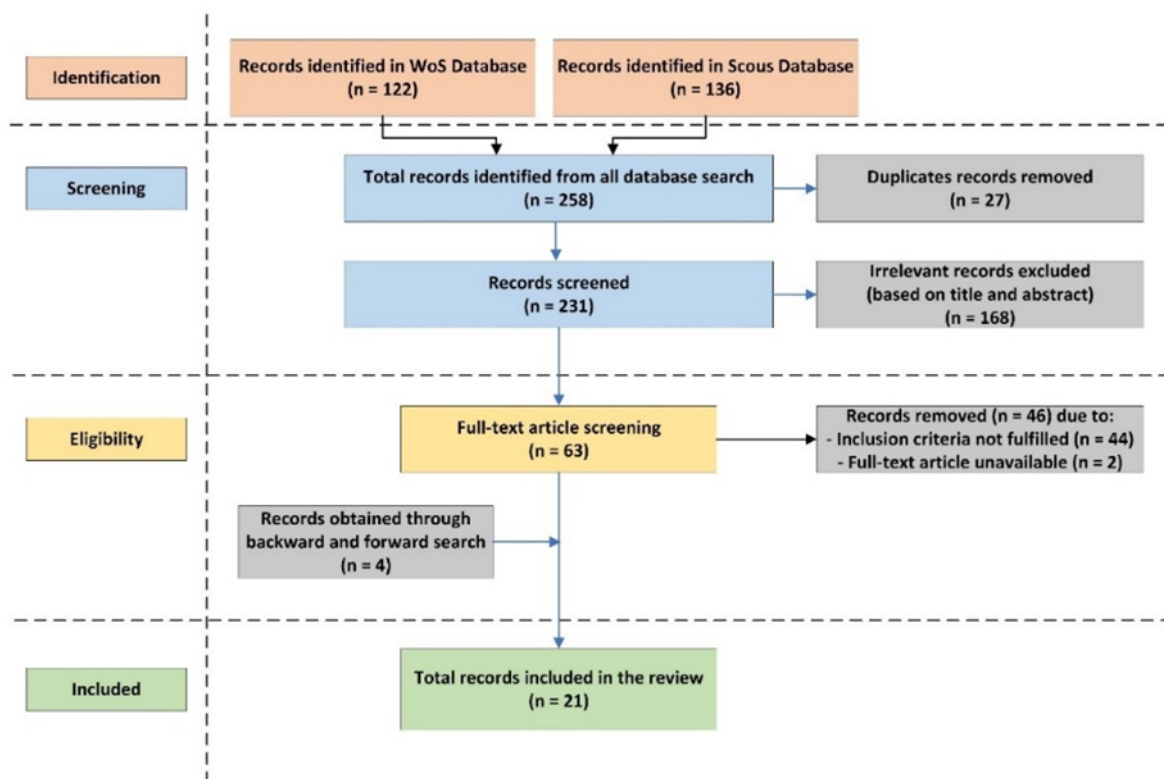 Identification
Records identified in WoS Database
(n = 122)
Records identified in Scous Database
(n = 136)
Screening
Total records identified from all database search
(n = 258)
Duplicates records removed
(n = 27)
Records screened
(n = 231)
Irrelevant records excluded
(based on title and abstract)
(n = 168)
Eligibility
Full-text article screening
(n = 63)
Records removed (n = 46) due to:
- Inclusion criteria not fulfilled (n = 44)
- Full-text article unavailable (n = 2)
Records obtained through
backward and forward search
(n = 4)
Included
Total records included in the review
(n = 21)